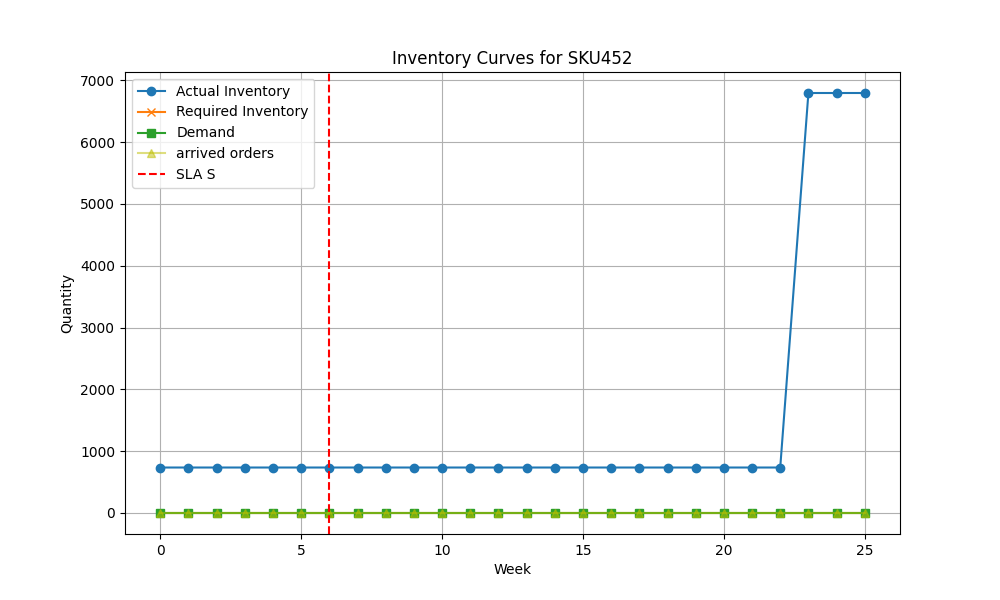 Inventory Curves for SKU452
Actual Inventory
Required Inventory
Demand
arrived orders
SLA S
7000
6000
5000
4000
3000
2000
1000
0
Quantity
0 5 10 15 20 25
Week